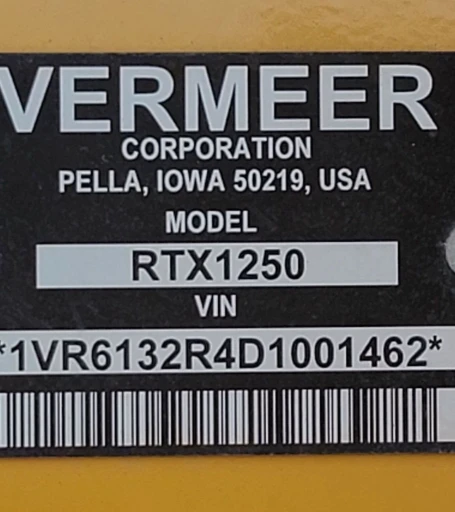 VERMEER
CORPORATION
PELLA, IOWA 50219, USA
MODEL
RTX1250
VIN
*1VR6132R4D1001462*